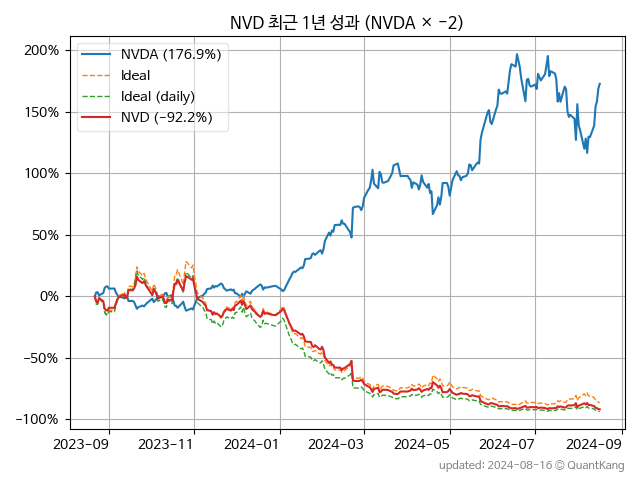 NVD 최근 1년 성과 (NVDA × −2)
200%
150%
100%
50%
0%
−50%
−100%
NVDA (176.9%)
Ideal
Ideal (daily)
NVD (−92.2%)
2023-09 2023-11 2024-01 2024-03 2024-05 2024-07 2024-09
updated: 2024-08-16 © QuantKang